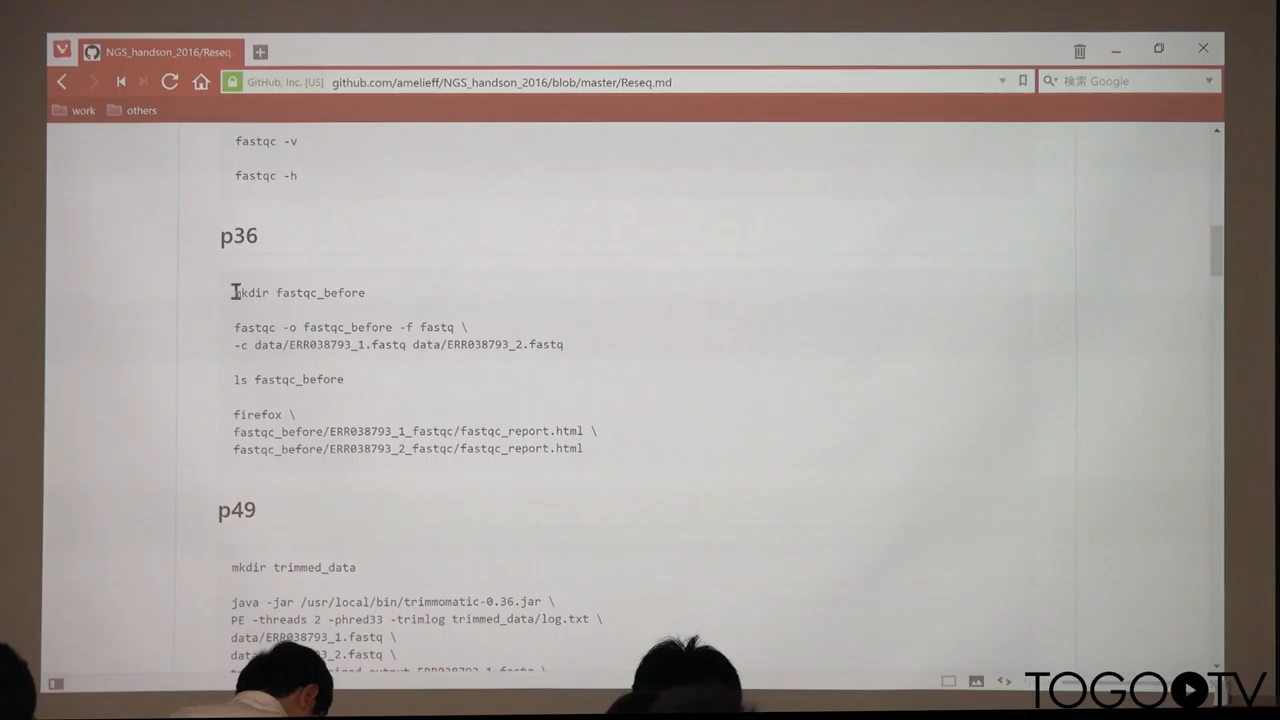 NGS_handson_2016/Reseq.
GitHub, Inc. [US] github.com/amelieff/NGS_handson_2016/blob/master/Reseq.md
検索 Google
work others
fastqc -v
fastqc -h
p36
mkdir fastqc_before
fastqc -o fastqc_before -f fastq \
-c data/ERR038793_1.fastq data/ERR038793_2.fastq
ls fastqc_before
firefox \
fastqc_before/ERR038793_1_fastqc/fastqc_report.html \
fastqc_before/ERR038793_2_fastqc/fastqc_report.html
p49
mkdir trimmed_data
java -jar /usr/local/bin/trimmomatic-0.36.jar \
PE -threads 2 -phred33 -trimlog trimmed_data/log.txt \
data/ERR038793_1.fastq \
3_2.fastq \
TOGO TV